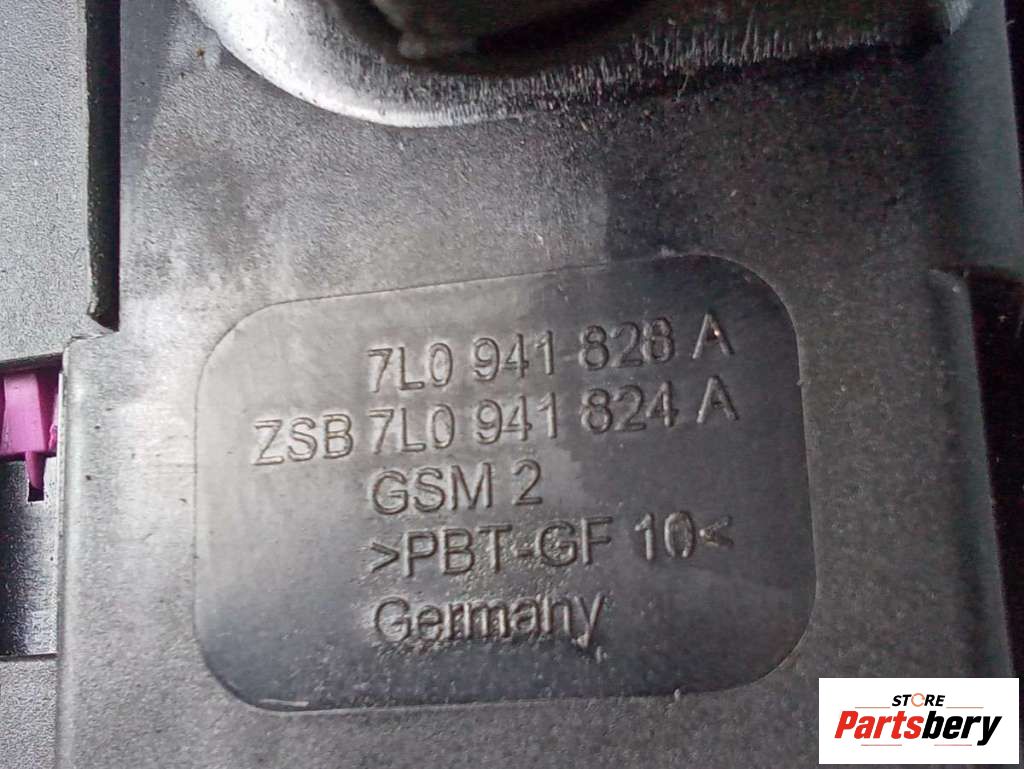 7L0 941 828 A
ZSB 7L0 941 824 A
GSM 2
>PBT-GF 10<
Germany
STORE
Partsbery